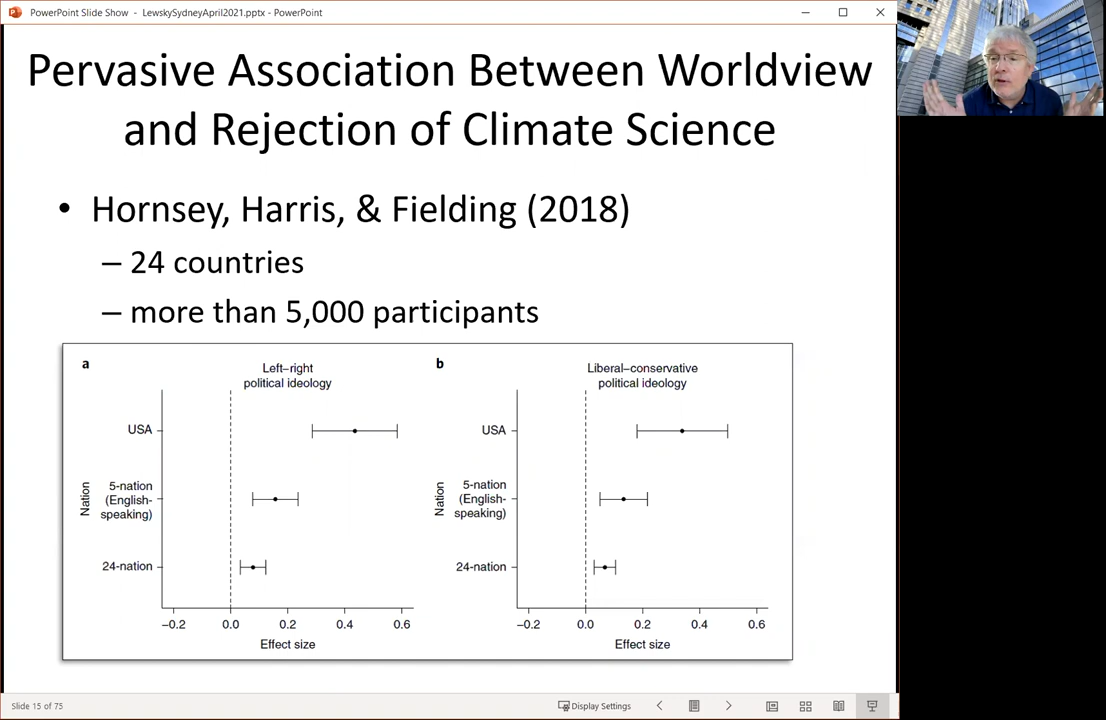 PowerPoint Slide Show - LewskySydneyApril2021.pptx - PowerPoint
Pervasive Association Between Worldview
and Rejection of Climate Science
• Hornsey, Harris, & Fielding (2018)
– 24 countries
– more than 5,000 participants
a
Left–right
political ideology
Nation
USA
5-nation
(English-
speaking)
24-nation
−0.2 0.0 0.2 0.4 0.6
Effect size
b
Liberal–conservative
political ideology
Nation
USA
5-nation
(English-
speaking)
24-nation
−0.2 0.0 0.2 0.4 0.6
Effect size
Slide 15 of 75
Display Settings